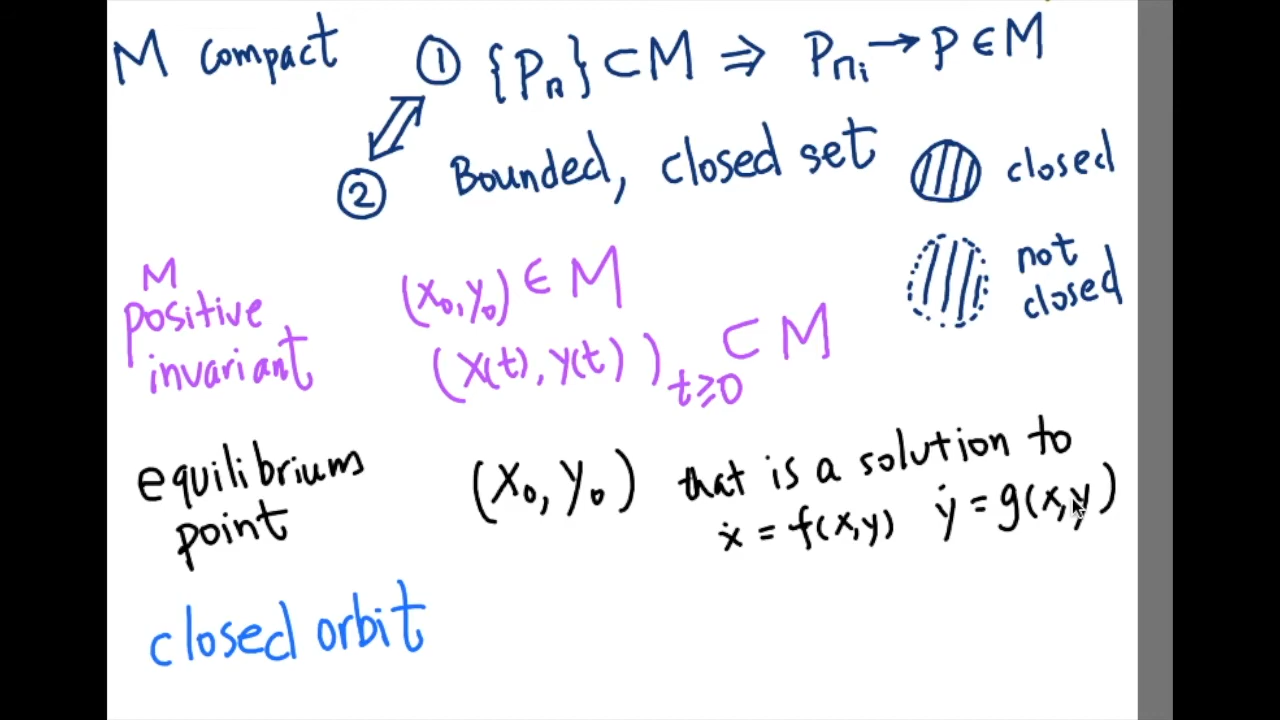 M compact ① {Pn} ⊂ M ⇒ Pni → p ∈ M
② Bounded, closed set
closed
not closed
M positive invariant (x₀, y₀) ∈ M
(x(t), y(t))t≥0 ⊂ M
equilibrium point (x₀, y₀) that is a solution to
ẋ = f(x,y) ẏ = g(x,y)
closed orbit